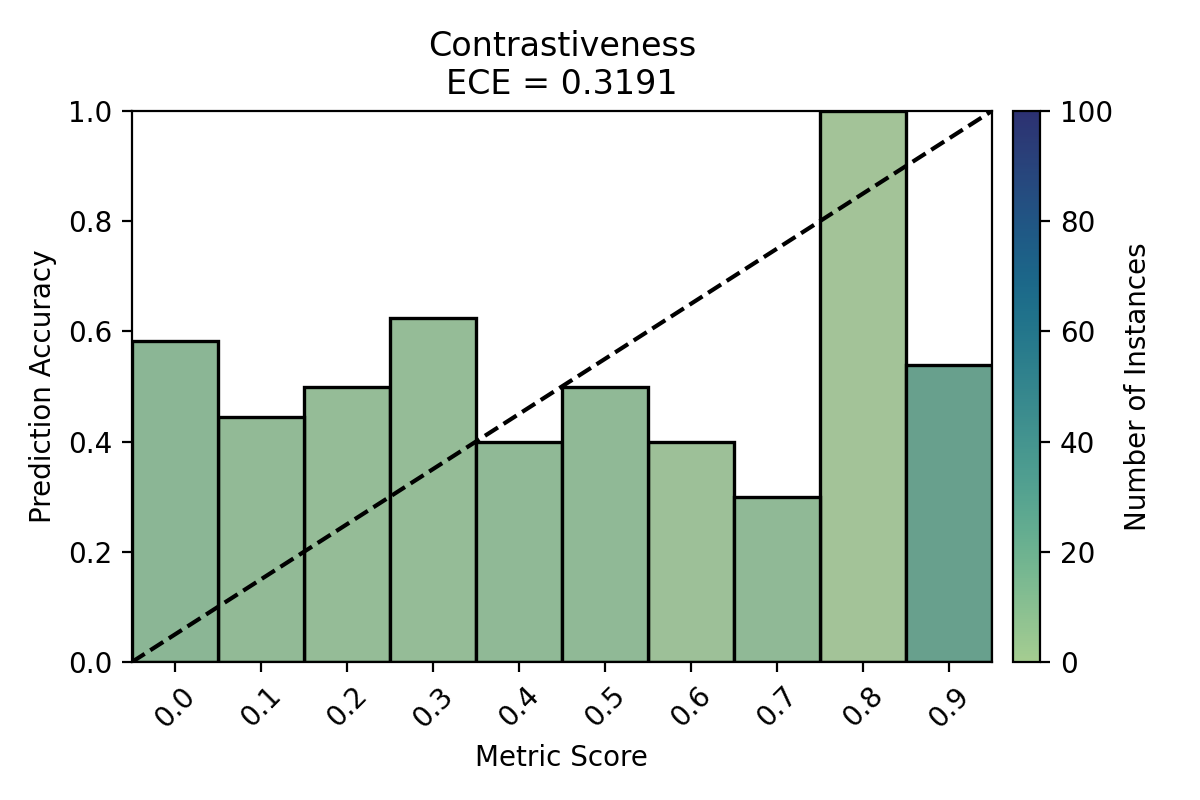 Contrastiveness
ECE = 0.3191
1.0
0.8
0.6
0.4
0.2
0.0
Prediction Accuracy
0.0 0.1 0.2 0.3 0.4 0.5 0.6 0.7 0.8 0.9
Metric Score
100
80
60
40
20
0
Number of Instances